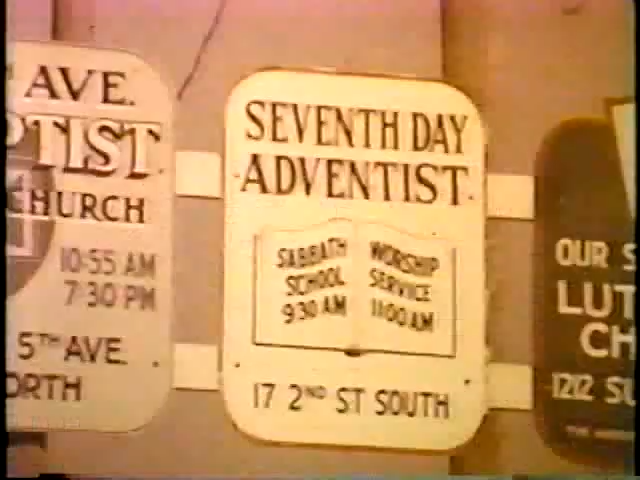 AVE.
PTIST
CHURCH
10:55 AM
7:30 PM
5TH AVE.
ORTH
SEVENTH DAY
ADVENTIST
SABBATH
SCHOOL
9:30 AM
WORSHIP
SERVICE
11:00 AM
17 2ND ST SOUTH
OUR S
LUT
CH
1212 SU